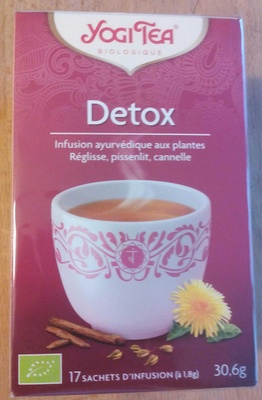 YOGI TEA
BIOLOGIQUE
Detox
Infusion ayurvédique aux plantes
Réglisse, pissenlit, cannelle
17 SACHETS D'INFUSION (à 1,8g) 30,6g